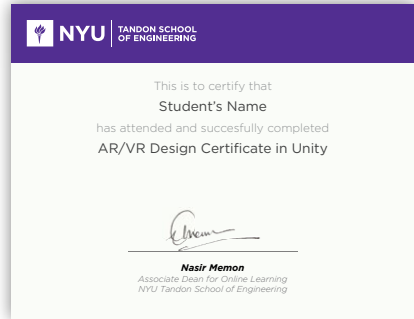 NYU TANDON SCHOOL
OF ENGINEERING
This is to certify that
Student's Name
has attended and succesfully completed
AR/VR Design Certificate in Unity
Nasir Memon
Associate Dean for Online Learning
NYU Tandon School of Engineering